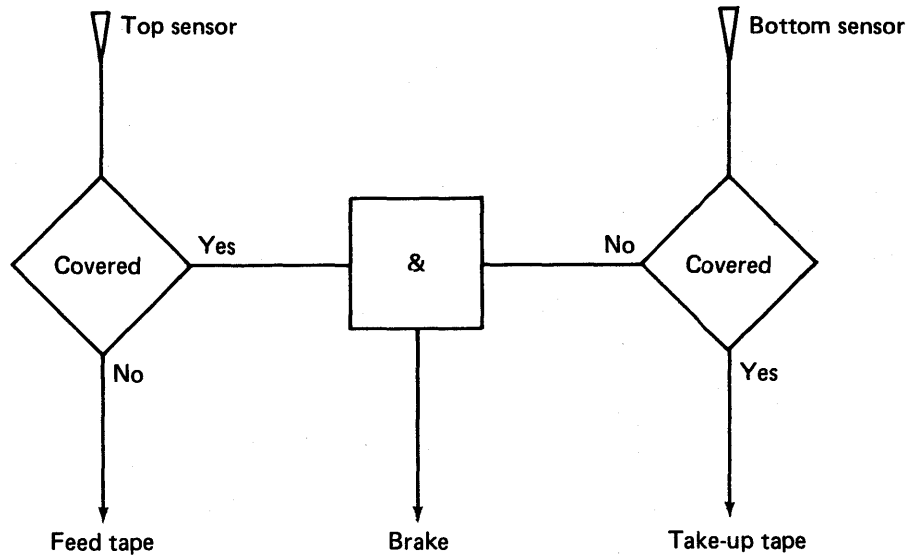 Top sensor
Bottom sensor
Covered
Yes
&
No
Covered
No
Yes
Feed tape
Brake
Take-up tape